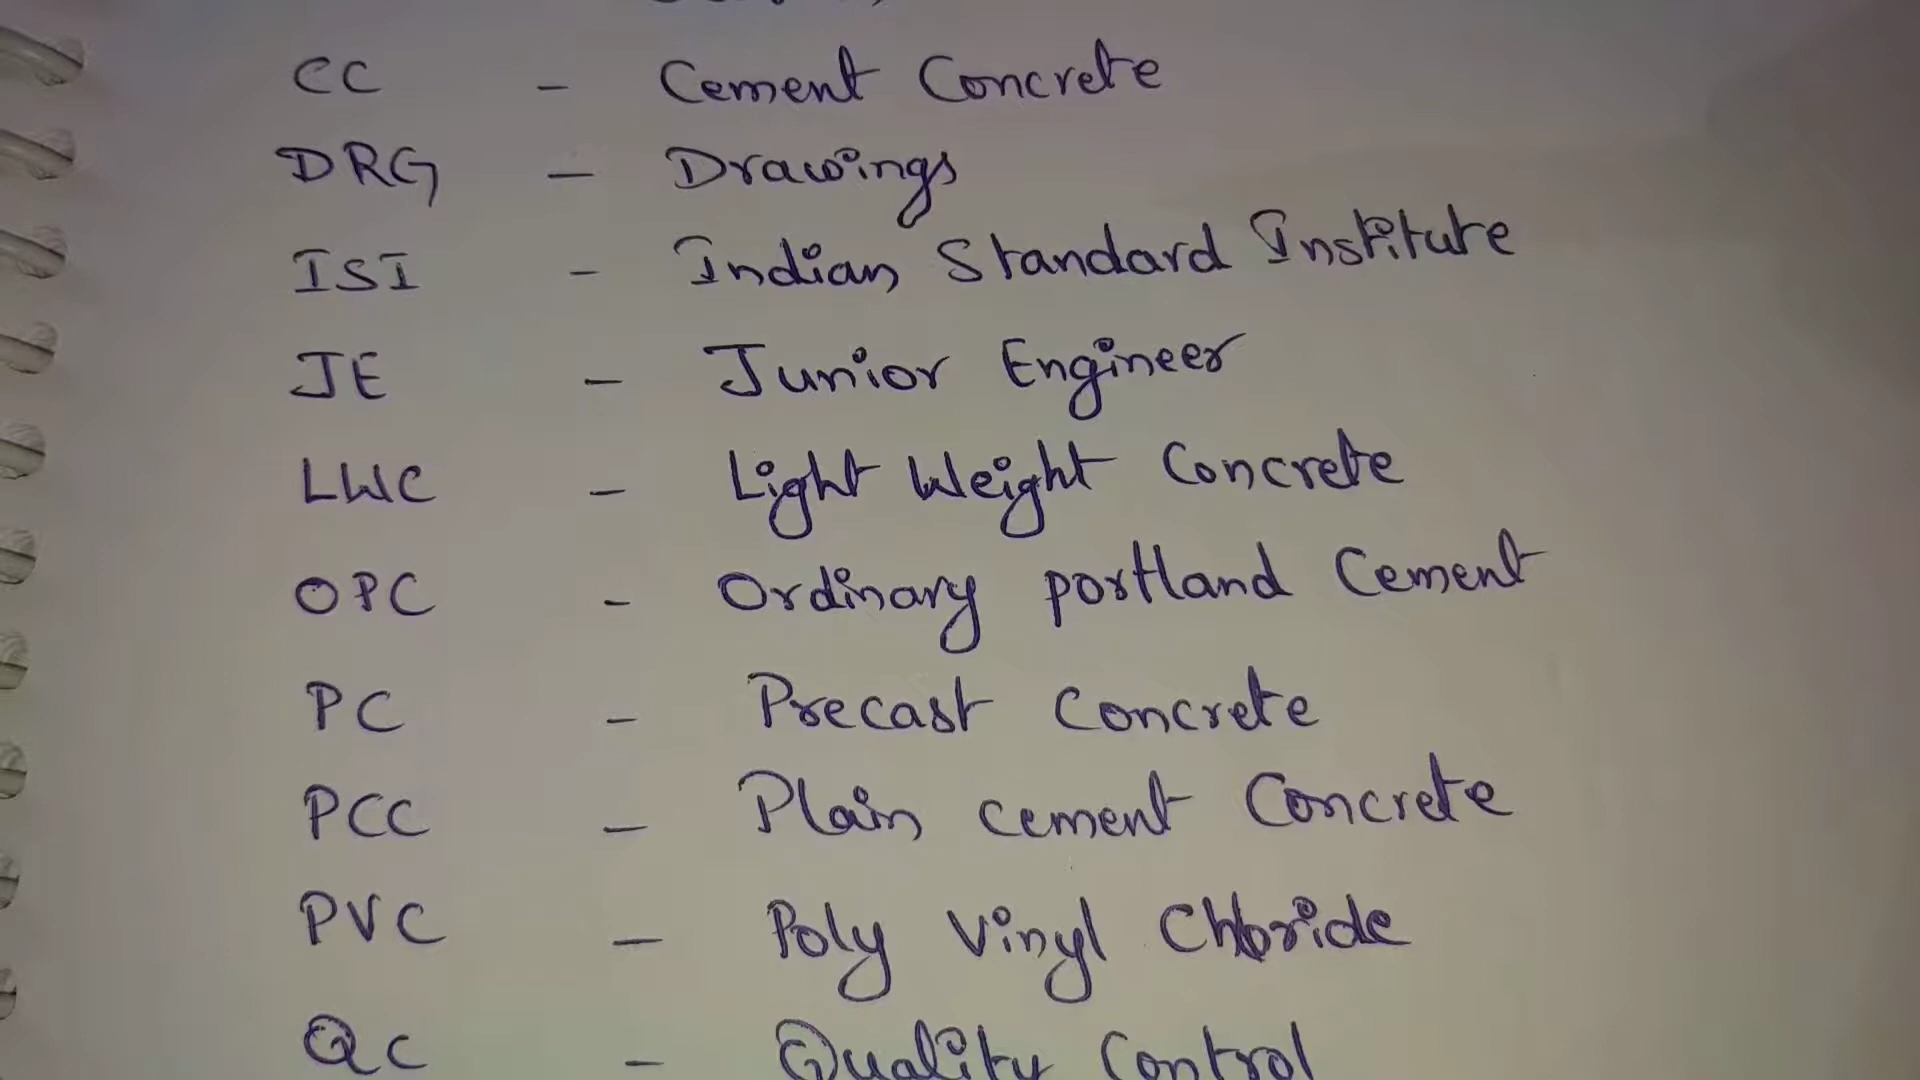 CC - Cement Concrete
DRG - Drawings
ISI - Indian Standard Institute
JE - Junior Engineer
LWC - Light Weight Concrete
OPC - Ordinary portland Cement
PC - Precast Concrete
PCC - Plain cement Concrete
PVC - Poly Vinyl Chloride
QC - Quality Control